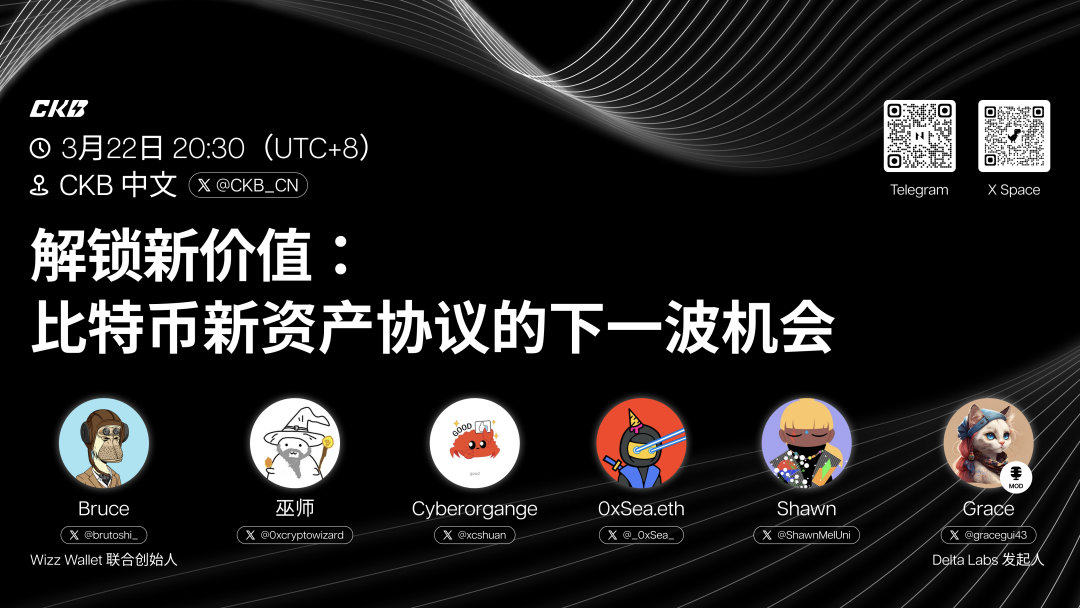 CKB
3月22日 20:30（UTC+8）
CKB 中文 X @CKB_CN
Telegram
X Space
解锁新价值：
比特币新资产协议的下一波机会
GOOD
good
MOD
Bruce
X @brutoshi_
Wizz Wallet 联合创始人
巫师
X @0xcryptowizard
Cyberorgange
X @xcshuan
0xSea.eth
X @_0xSea_
Shawn
X @ShawnMelUni
Grace
X @gracegui43
Delta Labs 发起人